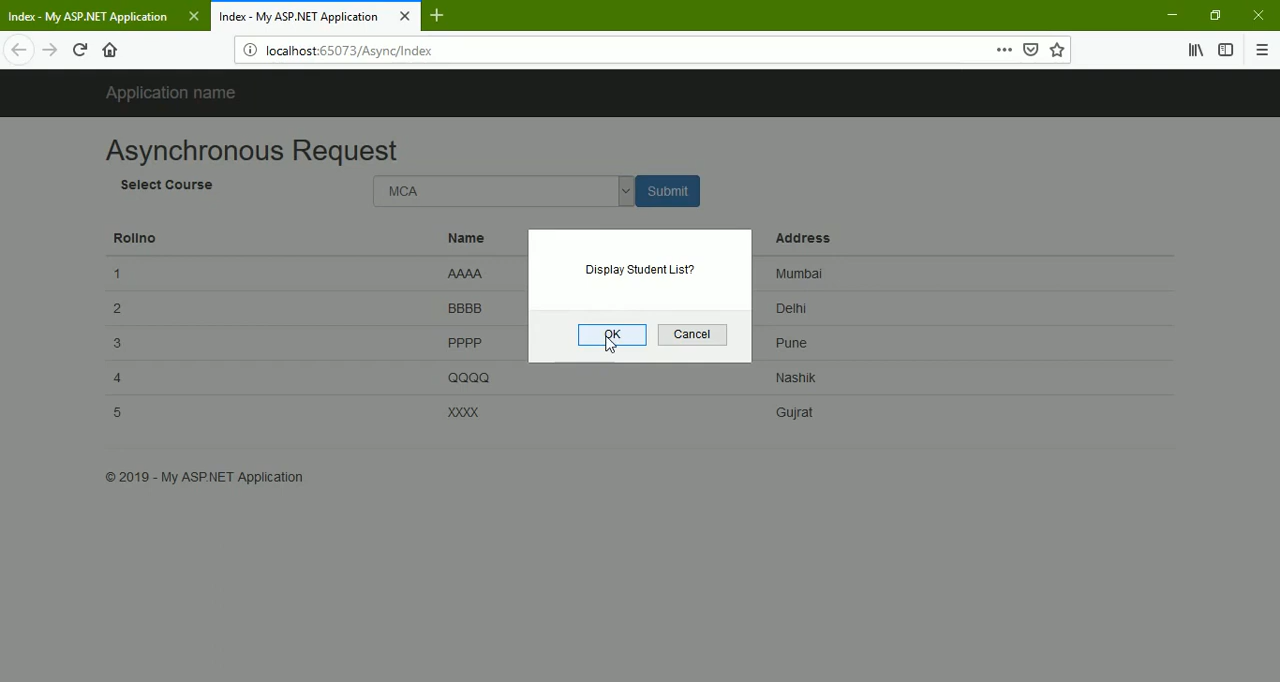 Index - My ASP.NET Application
Index - My ASP.NET Application
localhost:65073/Async/Index
Application name
Asynchronous Request
Select Course
MCA
Submit
Rollno Name Address
1 AAAA Mumbai
2 BBBB Delhi
3 PPPP Pune
4 QQQQ Nashik
5 XXXX Gujrat
Display Student List?
OK Cancel
© 2019 - My ASP.NET Application